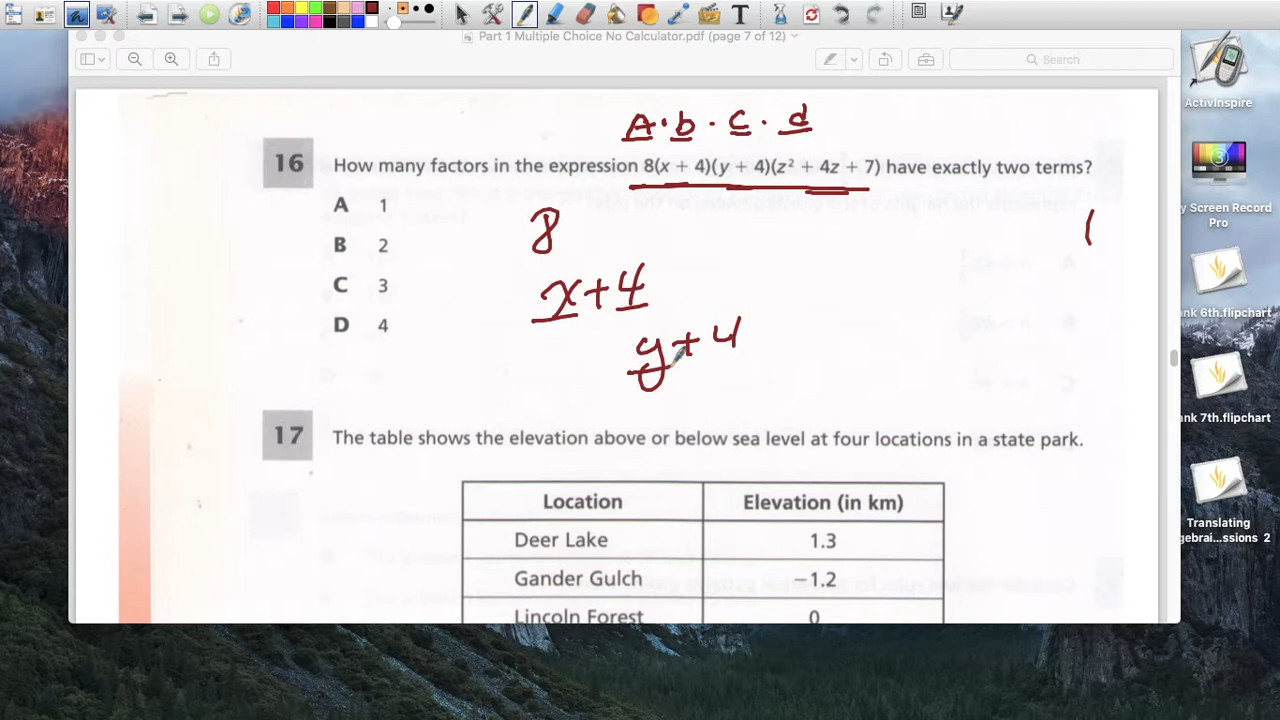 Part 1 Multiple Choice No Calculator.pdf (page 7 of 12)
Search
A · b · c · d
16 How many factors in the expression 8(x + 4)(y + 4)(z² + 4z + 7) have exactly two terms?
A 1
B 2
C 3
D 4
8
x+4
y+4
17 The table shows the elevation above or below sea level at four locations in a state park.
Location Elevation (in km)
Deer Lake 1.3
Gander Gulch −1.2
Lincoln Forest 0
ActivInspire
y Screen Record
Pro
ank 6th.flipchart
ank 7th.flipchart
Translating
gebrai...ssions 2